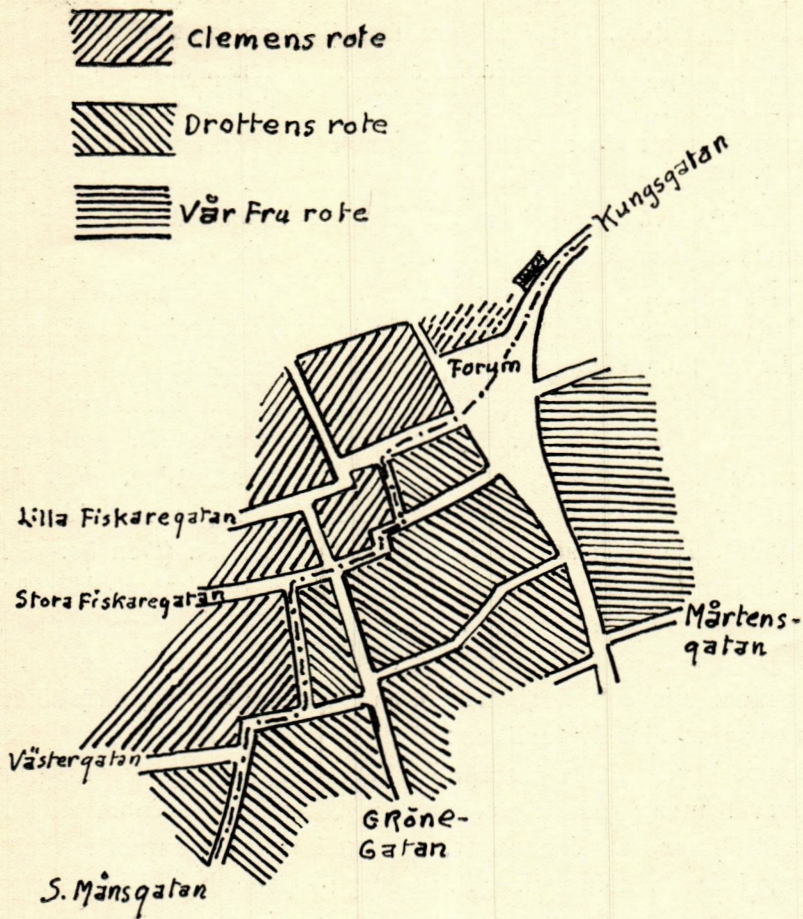 Clemens rote
Drottens rote
Vår Fru rote
Kungsgatan
Forum
Lilla Fiskaregatan
Stora Fiskaregatan
Mårtens-
gatan
Västergatan
GRÖNE-
GATAN
S. Månsgatan